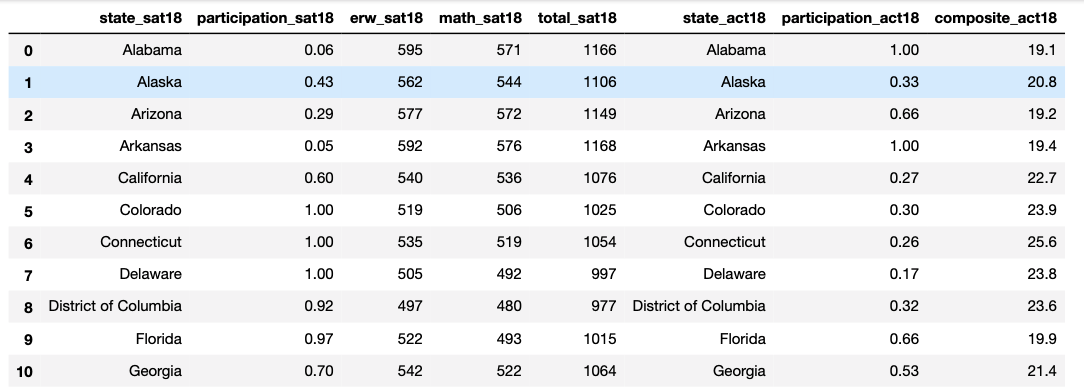 state_sat18 participation_sat18 erw_sat18 math_sat18 total_sat18 state_act18 participation_act18 composite_act18
0 Alabama 0.06 595 571 1166 Alabama 1.00 19.1
1 Alaska 0.43 562 544 1106 Alaska 0.33 20.8
2 Arizona 0.29 577 572 1149 Arizona 0.66 19.2
3 Arkansas 0.05 592 576 1168 Arkansas 1.00 19.4
4 California 0.60 540 536 1076 California 0.27 22.7
5 Colorado 1.00 519 506 1025 Colorado 0.30 23.9
6 Connecticut 1.00 535 519 1054 Connecticut 0.26 25.6
7 Delaware 1.00 505 492 997 Delaware 0.17 23.8
8 District of Columbia 0.92 497 480 977 District of Columbia 0.32 23.6
9 Florida 0.97 522 493 1015 Florida 0.66 19.9
10 Georgia 0.70 542 522 1064 Georgia 0.53 21.4